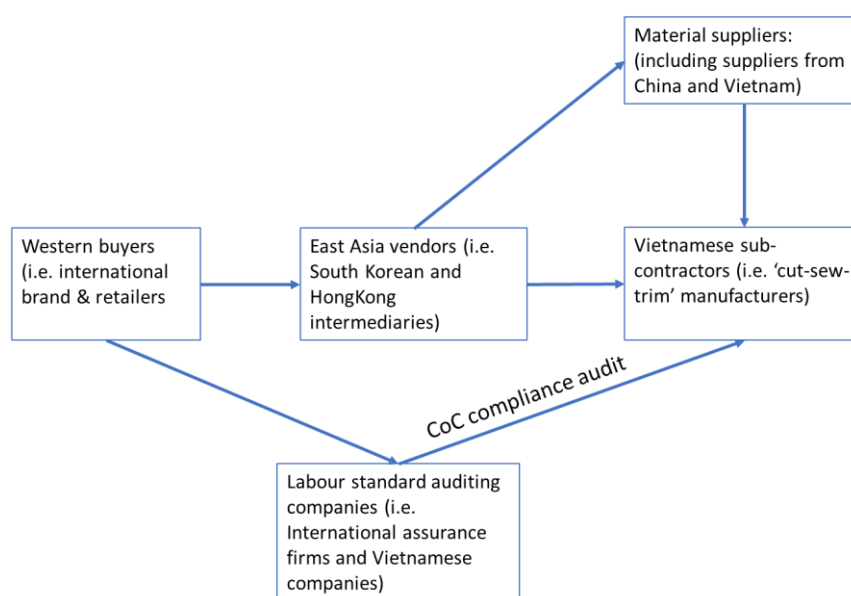 Material suppliers:
(including suppliers from
China and Vietnam)
Western buyers
(i.e. international
brand & retailers
East Asia vendors (i.e.
South Korean and
HongKong
intermediaries)
Vietnamese sub-
contractors (i.e. ‘cut-sew-
trim’ manufacturers)
CoC compliance audit
Labour standard auditing
companies (i.e.
International assurance
firms and Vietnamese
companies)